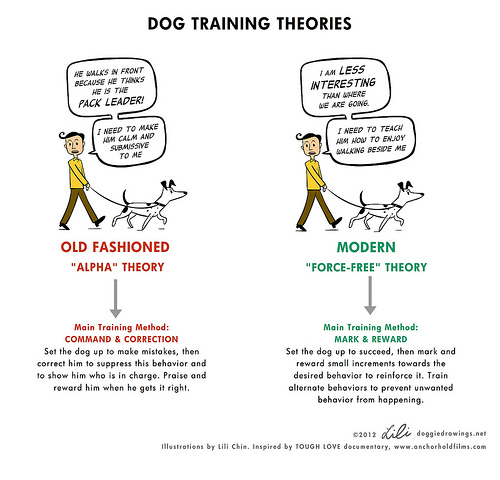 DOG TRAINING THEORIES
HE WALKS IN FRONT
BECAUSE HE THINKS
HE IS THE
PACK LEADER!
I NEED TO MAKE
HIM CALM AND
SUBMISSIVE
TO ME
OLD FASHIONED
"ALPHA" THEORY
Main Training Method:
COMMAND & CORRECTION
Set the dog up to make mistakes, then
correct him to suppress this behavior and
to show him who is in charge. Praise and
reward him when he gets it right.
I AM LESS
INTERESTING
THAN WHERE
WE ARE GOING.
I NEED TO TEACH
HIM HOW TO ENJOY
WALKING BESIDE ME
MODERN
"FORCE-FREE" THEORY
Main Training Method:
MARK & REWARD
Set the dog up to succeed, then mark and
reward small increments towards the
desired behavior to reinforce it. Train
alternate behaviors to prevent unwanted
behavior from happening.
©2012 Lili doggiedrawings.net
Illustrations by Lili Chin. Inspired by TOUGH LOVE documentary, www.anchorholdfilms.com